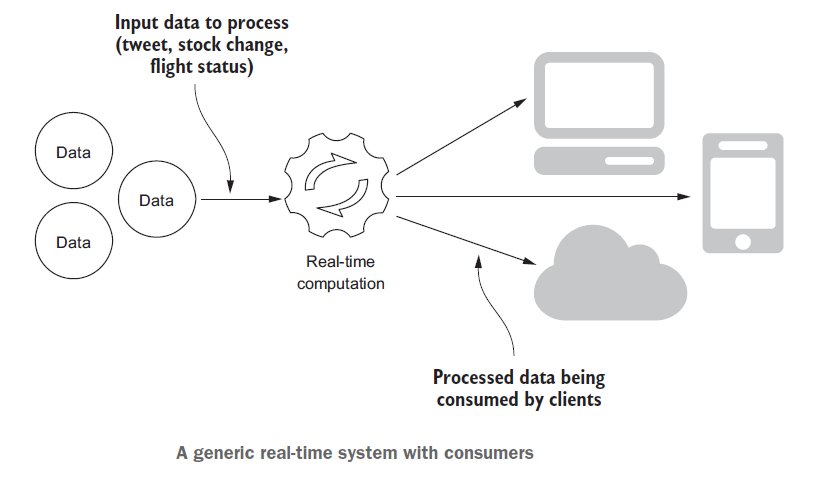 Input data to process
(tweet, stock change,
flight status)
Data
Data
Data
Real-time
computation
Processed data being
consumed by clients
A generic real-time system with consumers